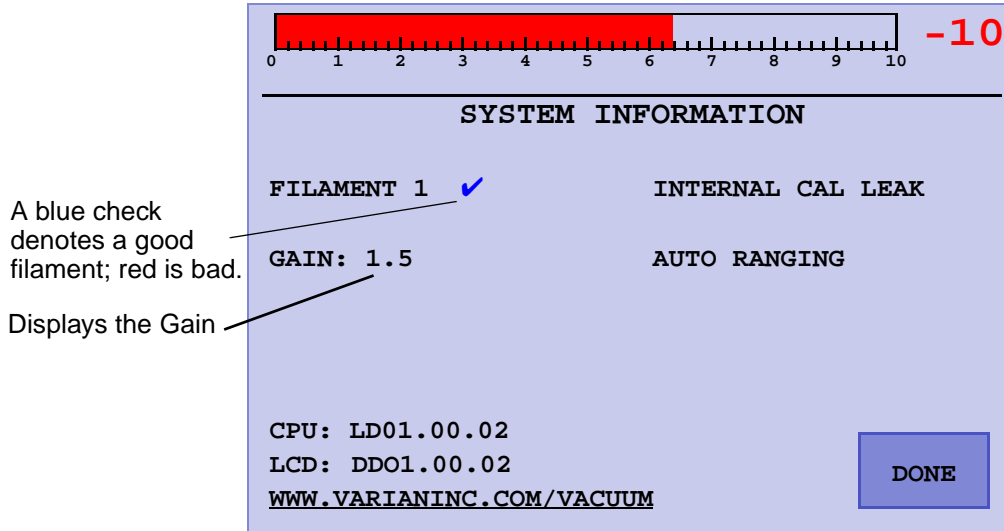 -10
0 1 2 3 4 5 6 7 8 9 10
SYSTEM INFORMATION
FILAMENT 1 ✔ INTERNAL CAL LEAK
A blue check
denotes a good
filament; red is bad.
GAIN: 1.5 AUTO RANGING
Displays the Gain
CPU: LD01.00.02
LCD: DDO1.00.02
WWW.VARIANINC.COM/VACUUM
DONE